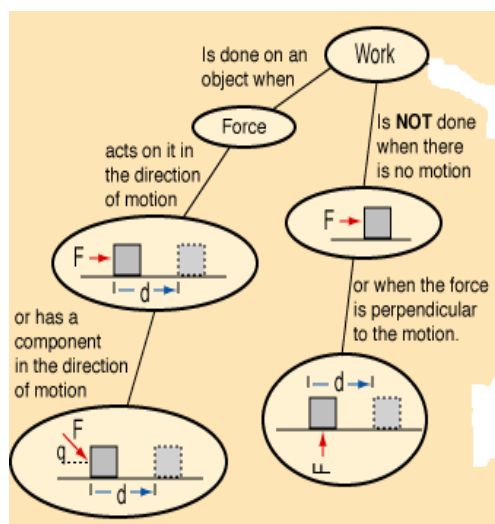 Work
Is done on an
object when
Force
Is NOT done
when there
is no motion
acts on it in
the direction
of motion
F
F
d
or when the force
is perpendicular
to the motion.
or has a
component
in the direction
of motion
d
F
F
q
d